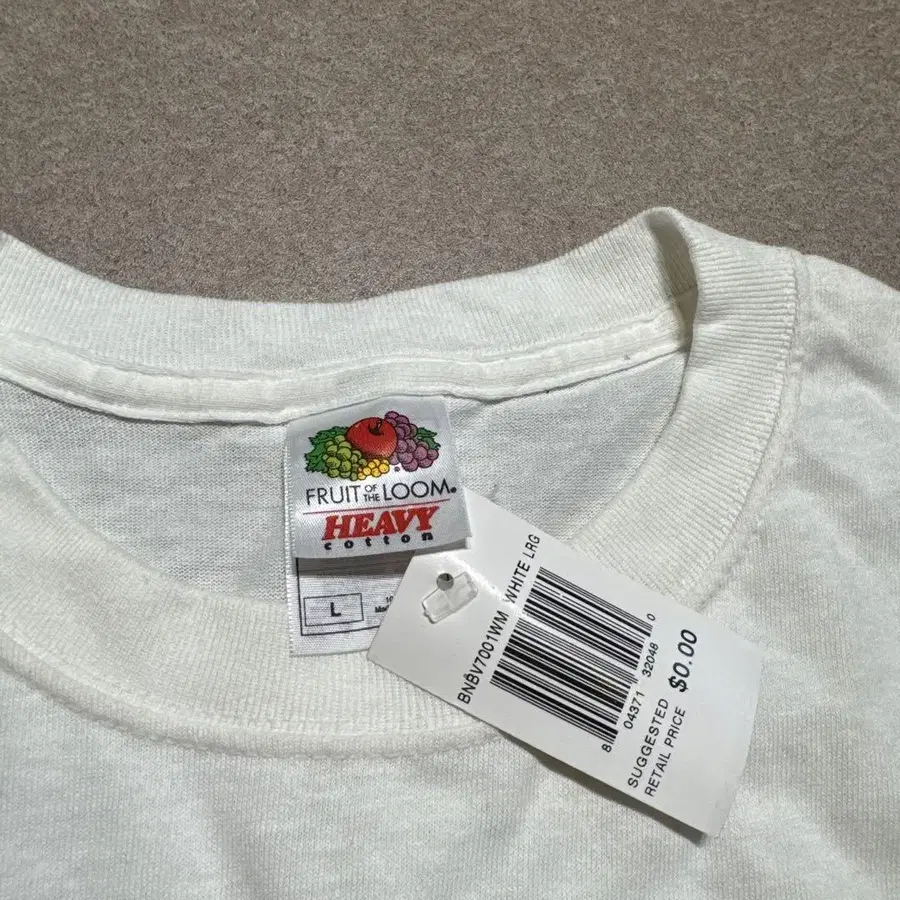 FRUIT OF THE LOOM®
HEAVY
cotton
L
BNBV7001WM WHITE LRG
8 04371 32048 0
SUGGESTED
RETAIL PRICE $0.00